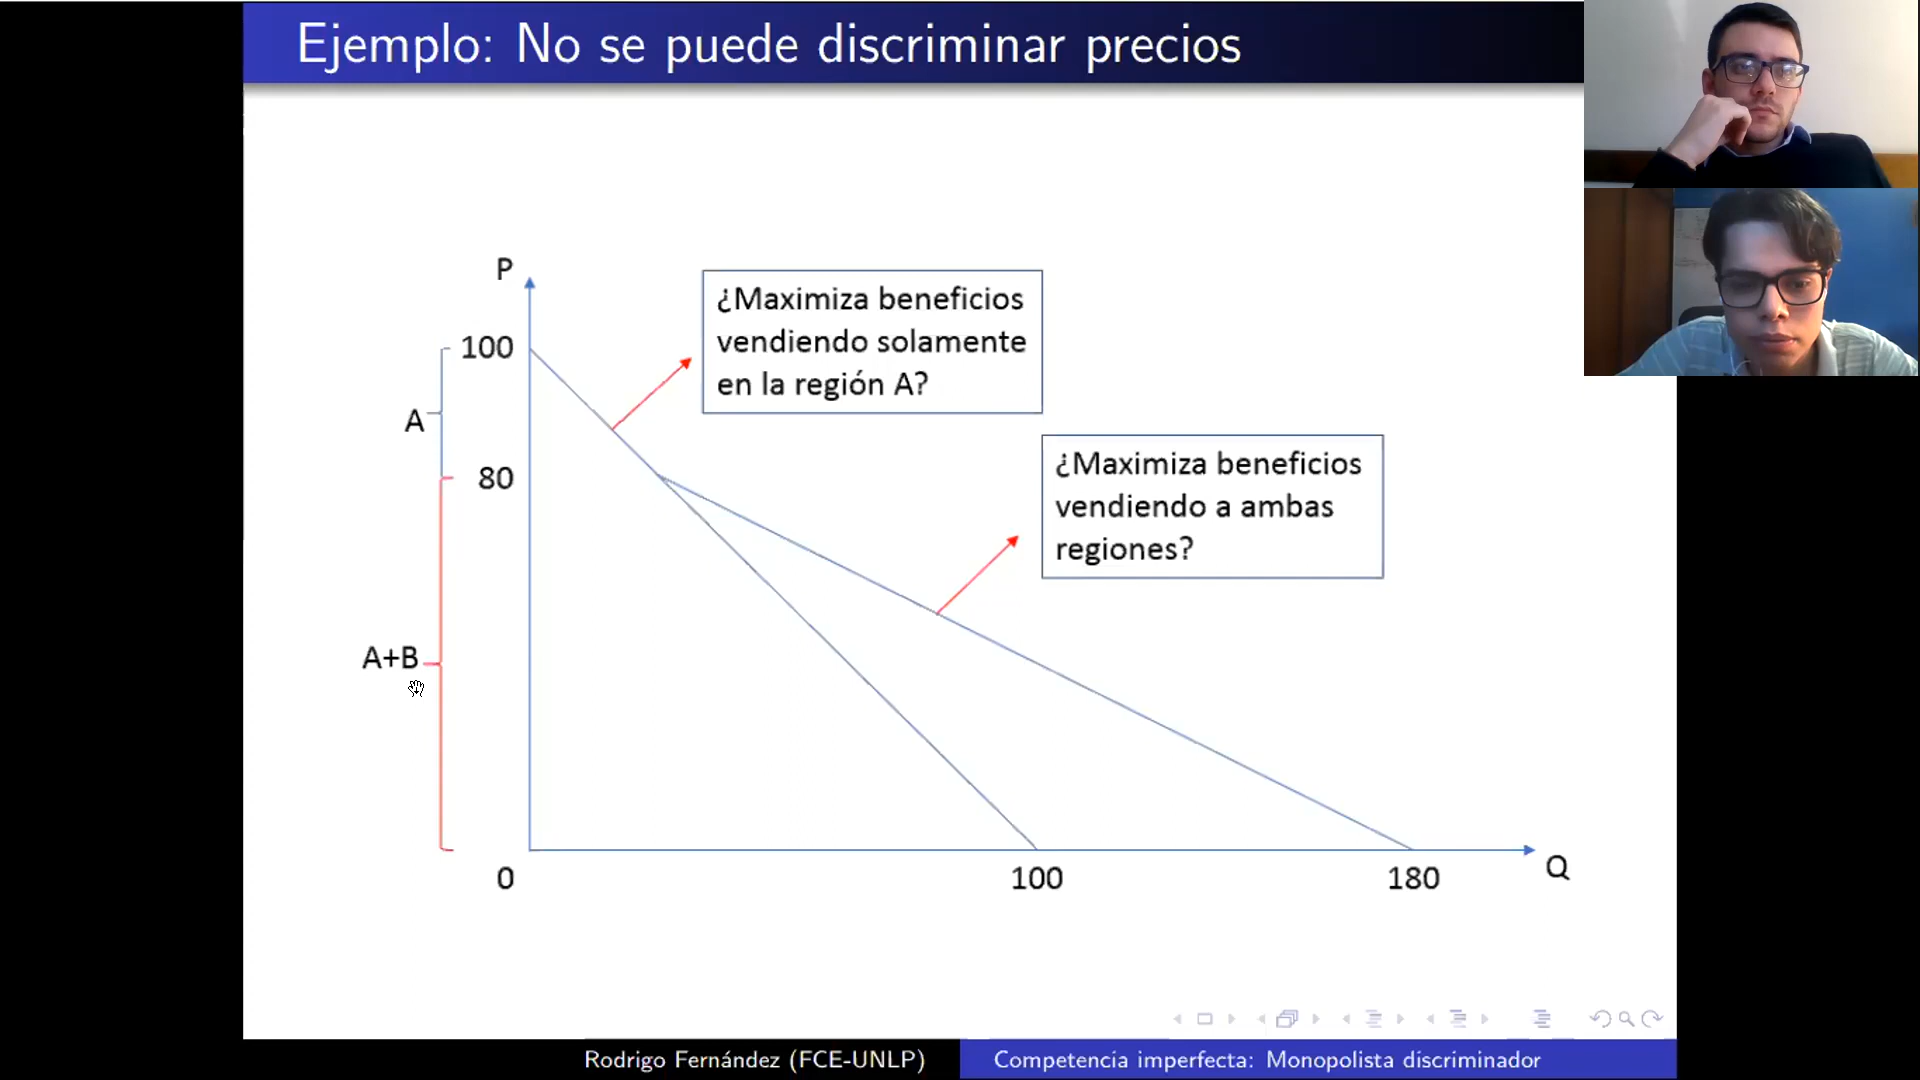 Ejemplo: No se puede discriminar precios
P
¿Maximiza beneficios
vendiendo solamente
en la región A?
100
A
80
¿Maximiza beneficios
vendiendo a ambas
regiones?
A+B
0
100
180
Q
Rodrigo Fernández (FCE-UNLP)
Competencia imperfecta: Monopolista discriminador